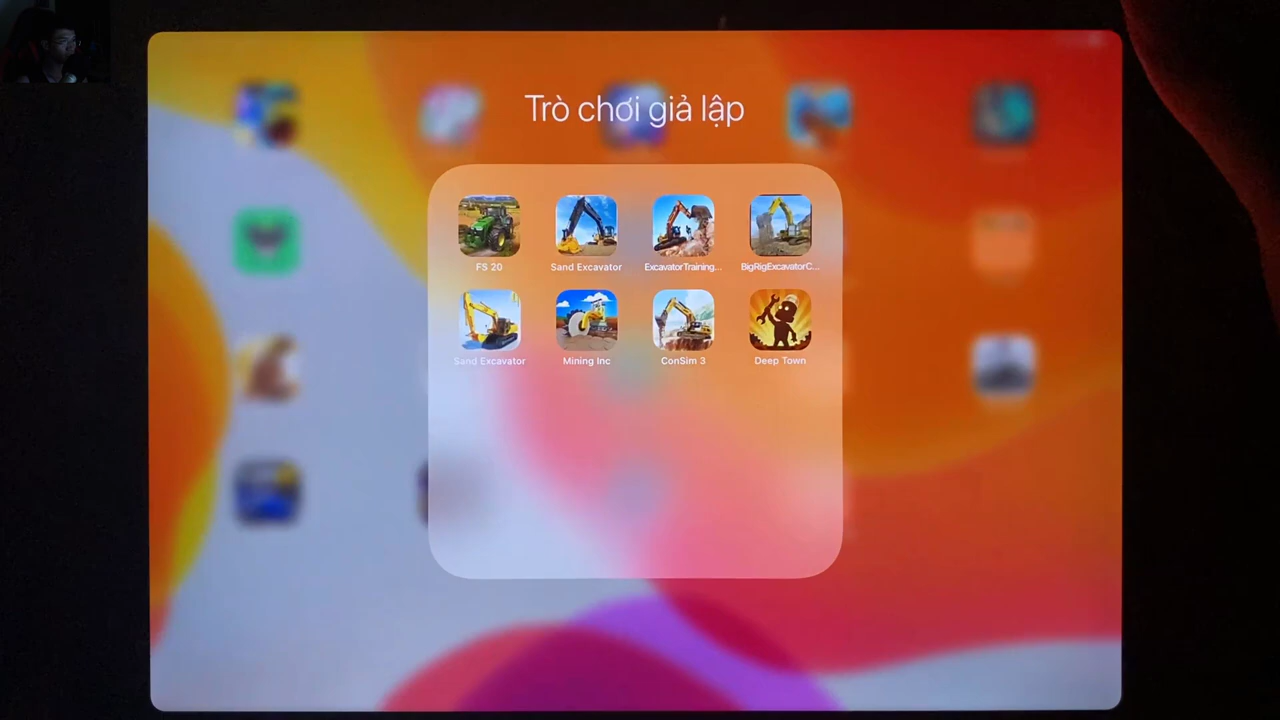 Trò chơi giả lập
FS 20
Sand Excavator
ExcavatorTraining...
BigRigExcavatorC...
Sand Excavator
Mining Inc
ConSim 3
Deep Town